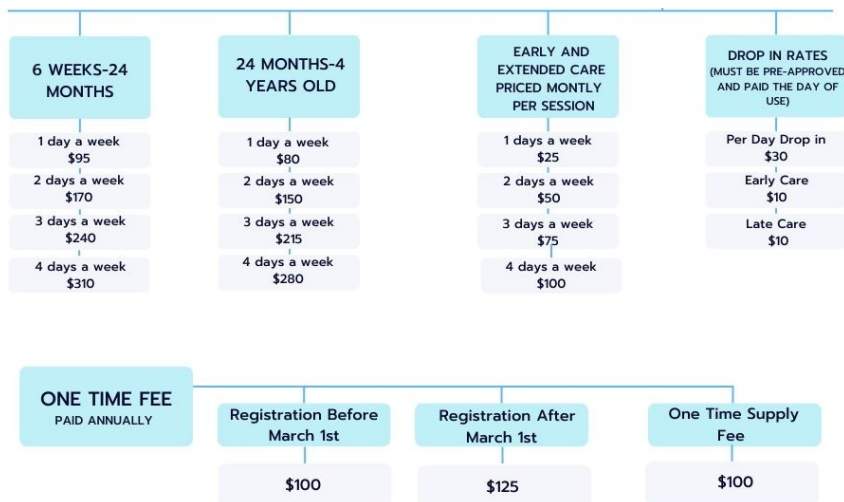 6 WEEKS-24
MONTHS
1 day a week
$95
2 days a week
$170
3 days a week
$240
4 days a week
$310
24 MONTHS-4
YEARS OLD
1 day a week
$80
2 days a week
$150
3 days a week
$215
4 days a week
$280
EARLY AND
EXTENDED CARE
PRICED MONTLY
PER SESSION
1 days a week
$25
2 days a week
$50
3 days a week
$75
4 days a week
$100
DROP IN RATES
(MUST BE PRE-APPROVED
AND PAID THE DAY OF
USE)
Per Day Drop in
$30
Early Care
$10
Late Care
$10
ONE TIME FEE
PAID ANNUALLY
Registration Before
March 1st
$100
Registration After
March 1st
$125
One Time Supply
Fee
$100